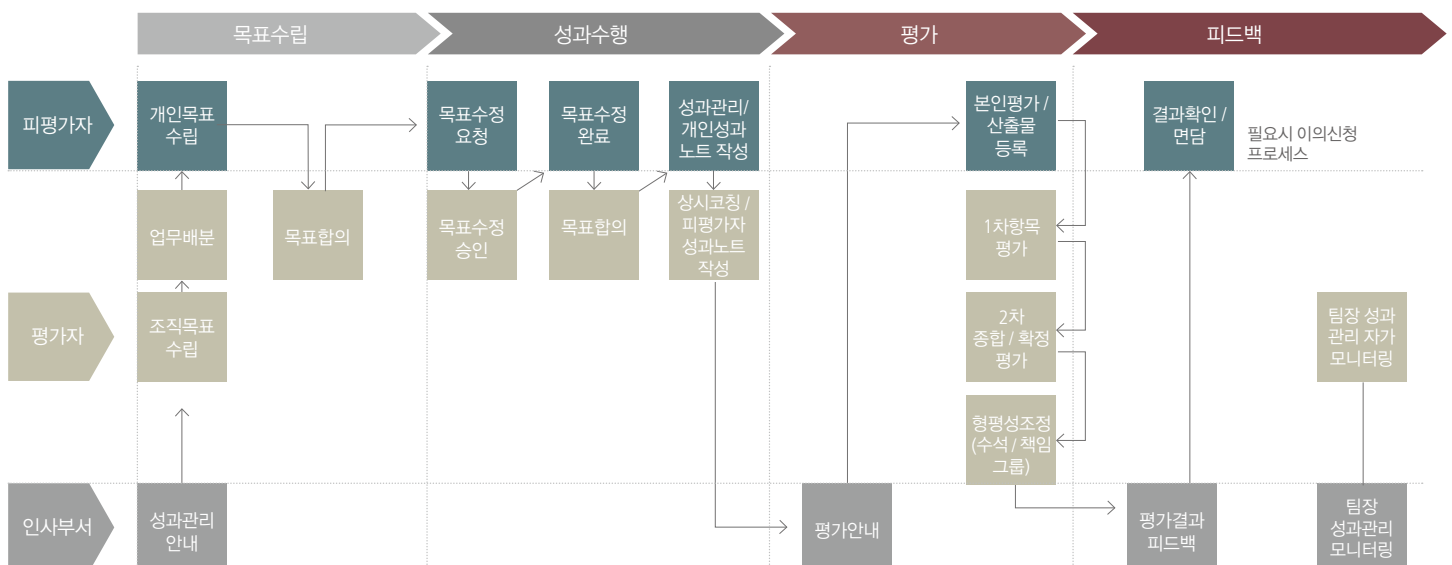 목표수립
성과수행
평가
피드백
피평가자
개인목표
수립
목표수정
요청
목표수정
완료
성과관리/
개인성과
노트 작성
본인평가 /
산출물
등록
결과확인 /
면담
필요시 이의신청
프로세스
업무배분
목표합의
목표수정
승인
목표합의
상시코칭 /
피평가자
성과노트
작성
1차항목
평가
평가자
조직목표
수립
2차
종합 / 확정
평가
팀장 성과
관리 자가
모니터링
형평성조정
(수석 / 책임
그룹)
인사부서
성과관리
안내
평가안내
평가결과
피드백
팀장
성과관리
모니터링